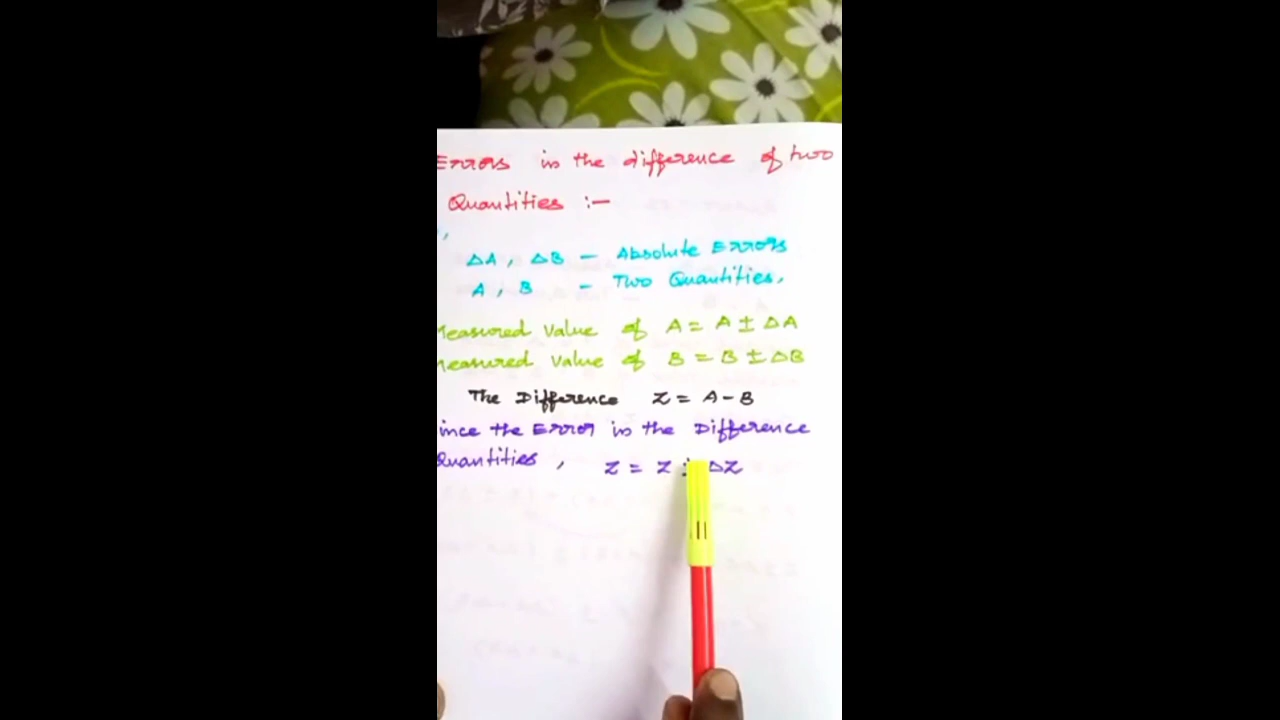 Errors in the difference of two
Quantities :-
,
ΔA, ΔB - Absolute Errors
A, B - Two Quantities.
Measured Value of A = A ± ΔA
Measured Value of B = B ± ΔB
The Difference Z = A - B
ince the Error in the Difference
Quantities, Z = Z ± ΔZ